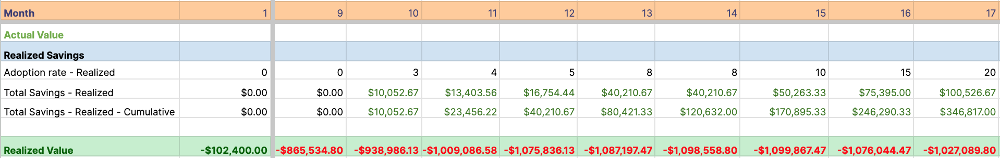 Month 1 9 10 11 12 13 14 15 16 17
Actual Value
Realized Savings
Adoption rate - Realized 0 0 3 4 5 8 8 10 15 20
Total Savings - Realized $0.00 $0.00 $10,052.67 $13,403.56 $16,754.44 $40,210.67 $40,210.67 $50,263.33 $75,395.00 $100,526.67
Total Savings - Realized - Cumulative $0.00 $0.00 $10,052.67 $23,456.22 $40,210.67 $80,421.33 $120,632.00 $170,895.33 $246,290.33 $346,817.00
Realized Value -$102,400.00 -$865,534.80 -$938,986.13 -$1,009,086.58 -$1,075,836.13 -$1,087,197.47 -$1,098,558.80 -$1,099,867.47 -$1,076,044.47 -$1,027,089.80